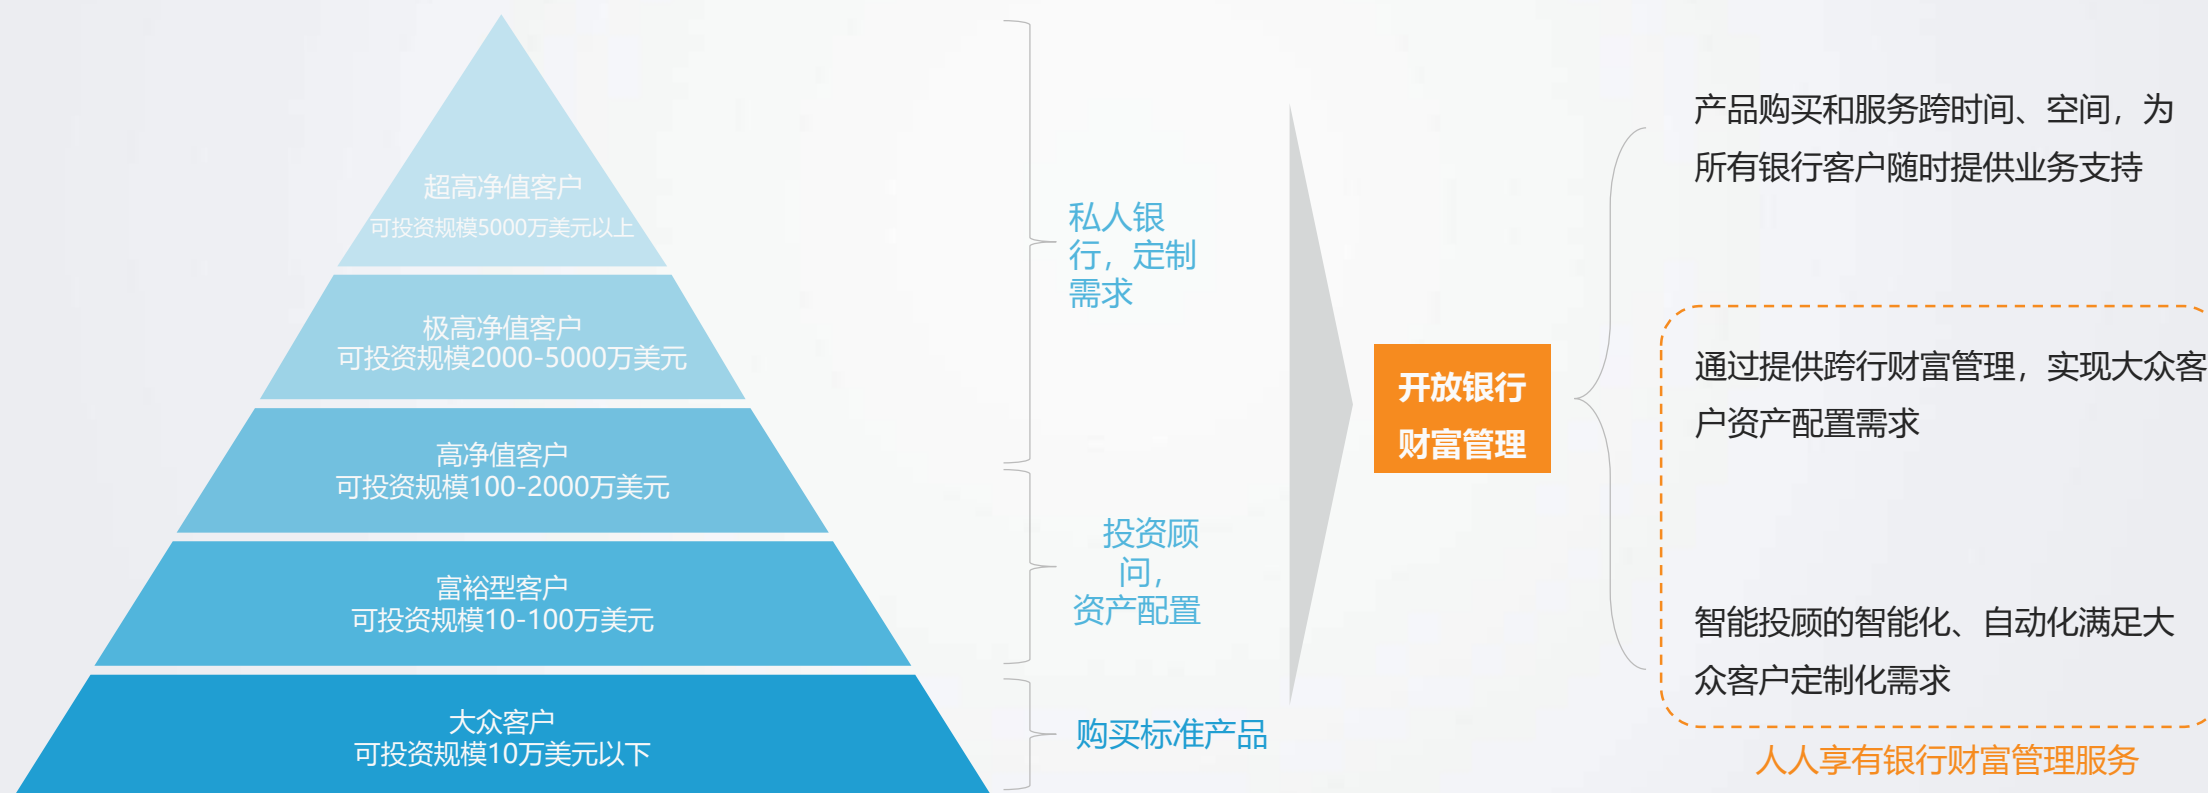 超高净值客户
可投资规模5000万美元以上
极高净值客户
可投资规模2000-5000万美元
高净值客户
可投资规模100-2000万美元
富裕型客户
可投资规模10-100万美元
大众客户
可投资规模10万美元以下
私人银
行，定制
需求
投资顾
问，
资产配置
购买标准产品
开放银行
财富管理
产品购买和服务跨时间、空间，为
所有银行客户随时提供业务支持
通过提供跨行财富管理，实现大众客
户资产配置需求
智能投顾的智能化、自动化满足大
众客户定制化需求
人人享有银行财富管理服务